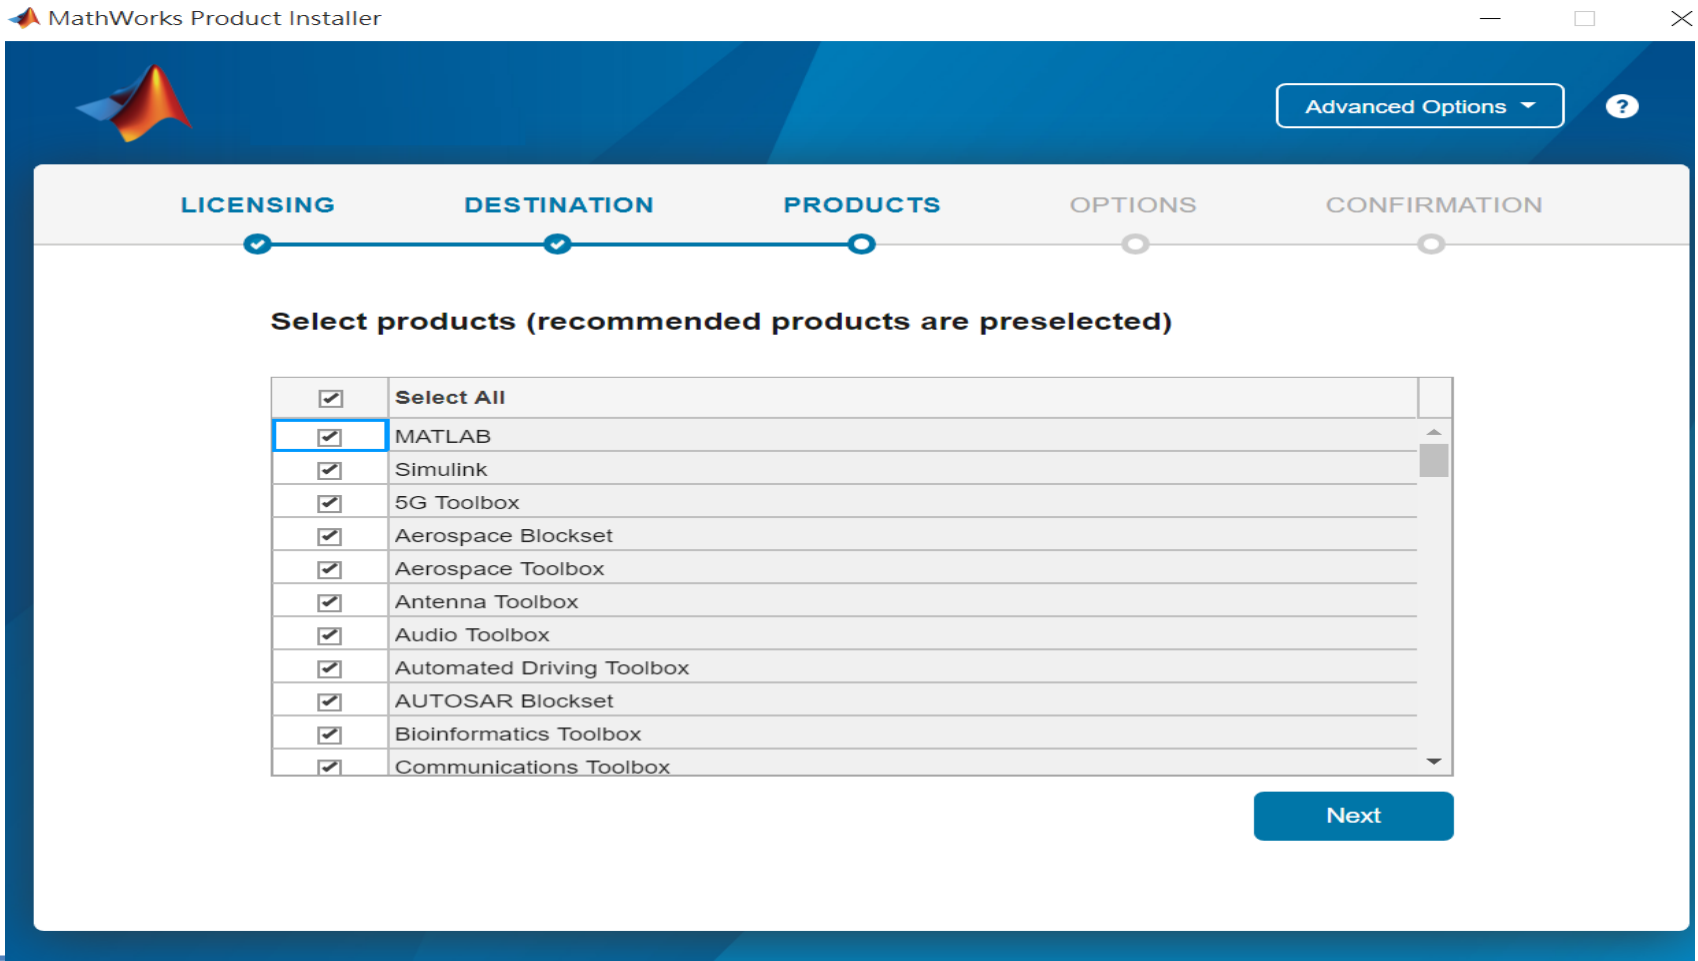 MathWorks Product Installer
Advanced Options
?
LICENSING DESTINATION PRODUCTS OPTIONS CONFIRMATION
Select products (recommended products are preselected)
Select All
MATLAB
Simulink
5G Toolbox
Aerospace Blockset
Aerospace Toolbox
Antenna Toolbox
Audio Toolbox
Automated Driving Toolbox
AUTOSAR Blockset
Bioinformatics Toolbox
Communications Toolbox
Next